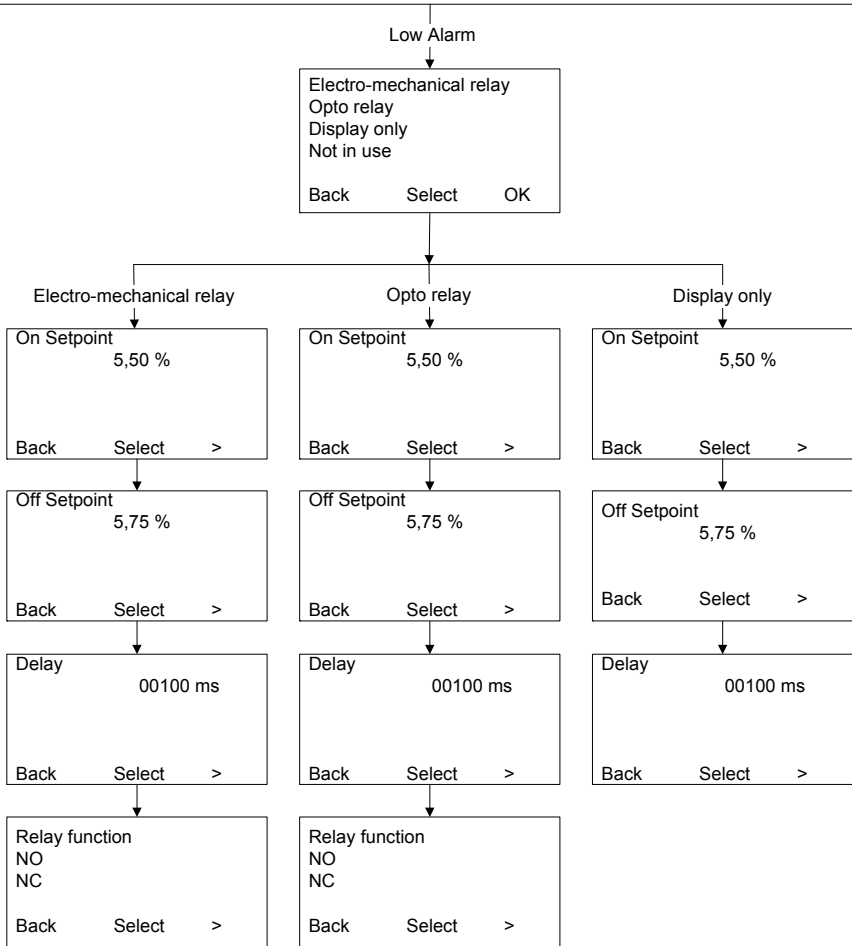 Low Alarm
Electro-mechanical relay
Opto relay
Display only
Not in use
Back Select OK
Electro-mechanical relay Opto relay Display only
On Setpoint On Setpoint On Setpoint
5,50 % 5,50 % 5,50 %
Back Select > Back Select > Back Select >
Off Setpoint Off Setpoint Off Setpoint
5,75 % 5,75 % 5,75 %
Back Select > Back Select > Back Select >
Delay Delay Delay
00100 ms 00100 ms 00100 ms
Back Select > Back Select > Back Select >
Relay function Relay function
NO NO
NC NC
Back Select > Back Select >